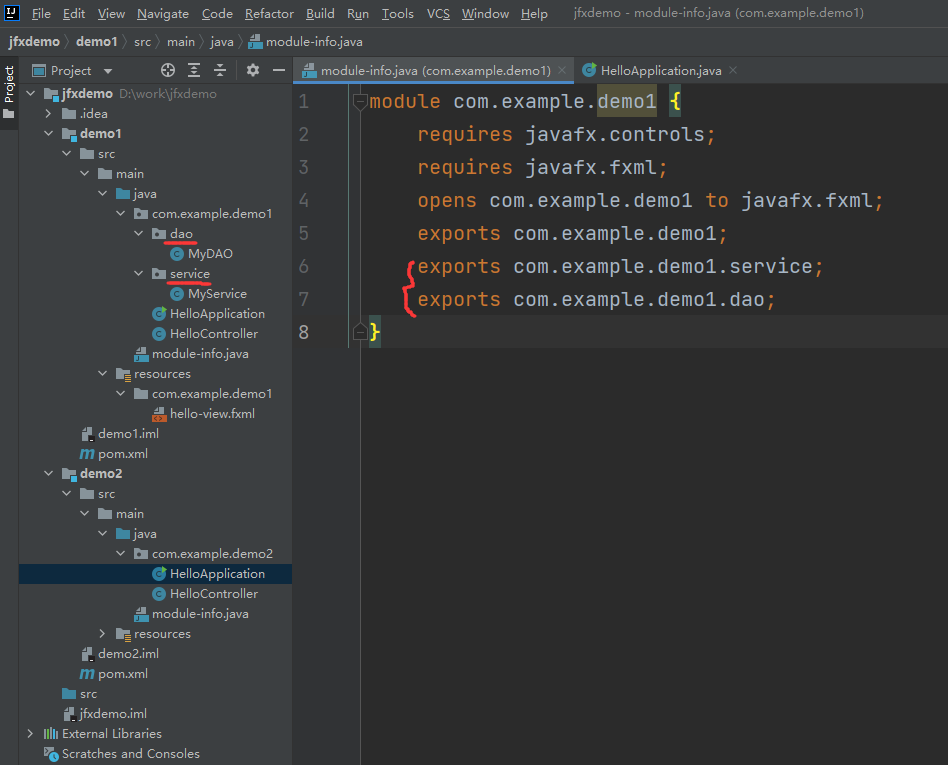 IJ File Edit View Navigate Code Refactor Build Run Tools VCS Window Help jfxdemo - module-info.java (com.example.demo1)
jfxdemo demo1 src main java module-info.java
Project
Project
module-info.java (com.example.demo1)
HelloApplication.java
jfxdemo D:\work\jfxdemo
.idea
demo1
src
main
java
com.example.demo1
dao
MyDAO
service
MyService
HelloApplication
HelloController
module-info.java
resources
com.example.demo1
hello-view.fxml
demo1.iml
pom.xml
demo2
src
main
java
com.example.demo2
HelloApplication
HelloController
module-info.java
resources
demo2.iml
pom.xml
src
jfxdemo.iml
External Libraries
Scratches and Consoles
1 module com.example.demo1 {
2 requires javafx.controls;
3 requires javafx.fxml;
4 opens com.example.demo1 to javafx.fxml;
5 exports com.example.demo1;
6 exports com.example.demo1.service;
7 exports com.example.demo1.dao;
8 }